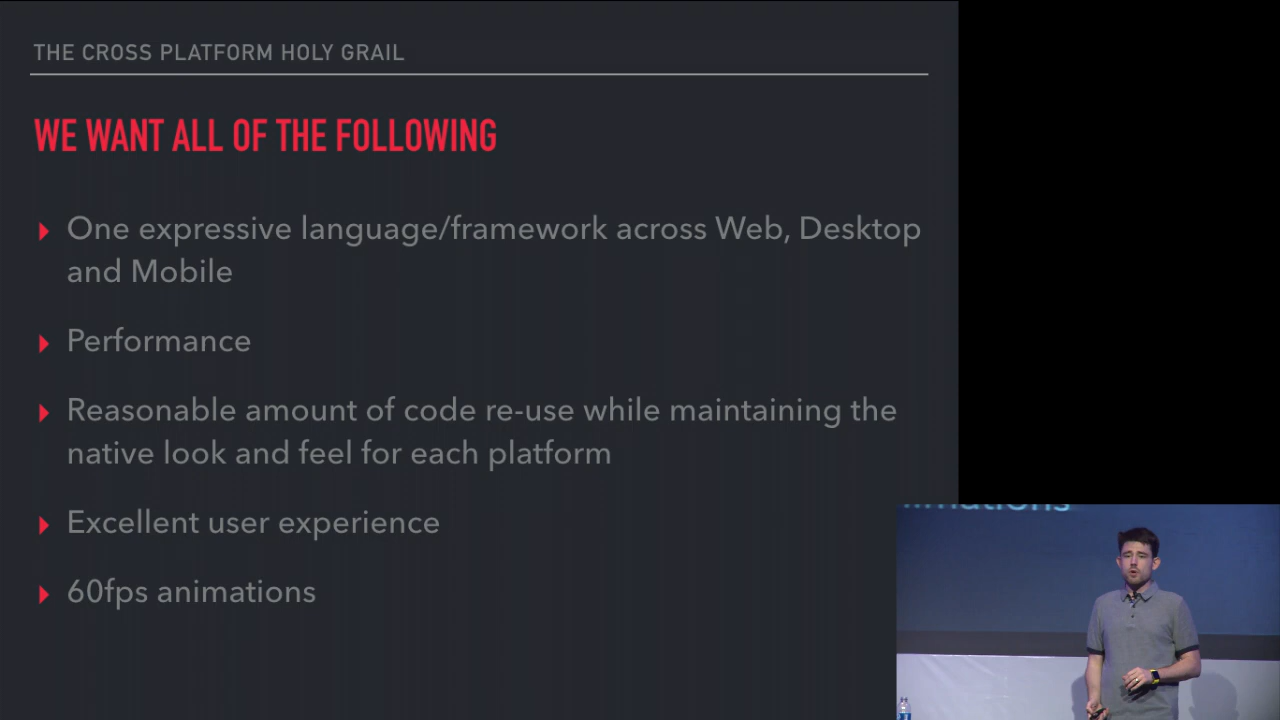 THE CROSS PLATFORM HOLY GRAIL
WE WANT ALL OF THE FOLLOWING
One expressive language/framework across Web, Desktop
and Mobile
Performance
Reasonable amount of code re-use while maintaining the
native look and feel for each platform
Excellent user experience
60fps animations